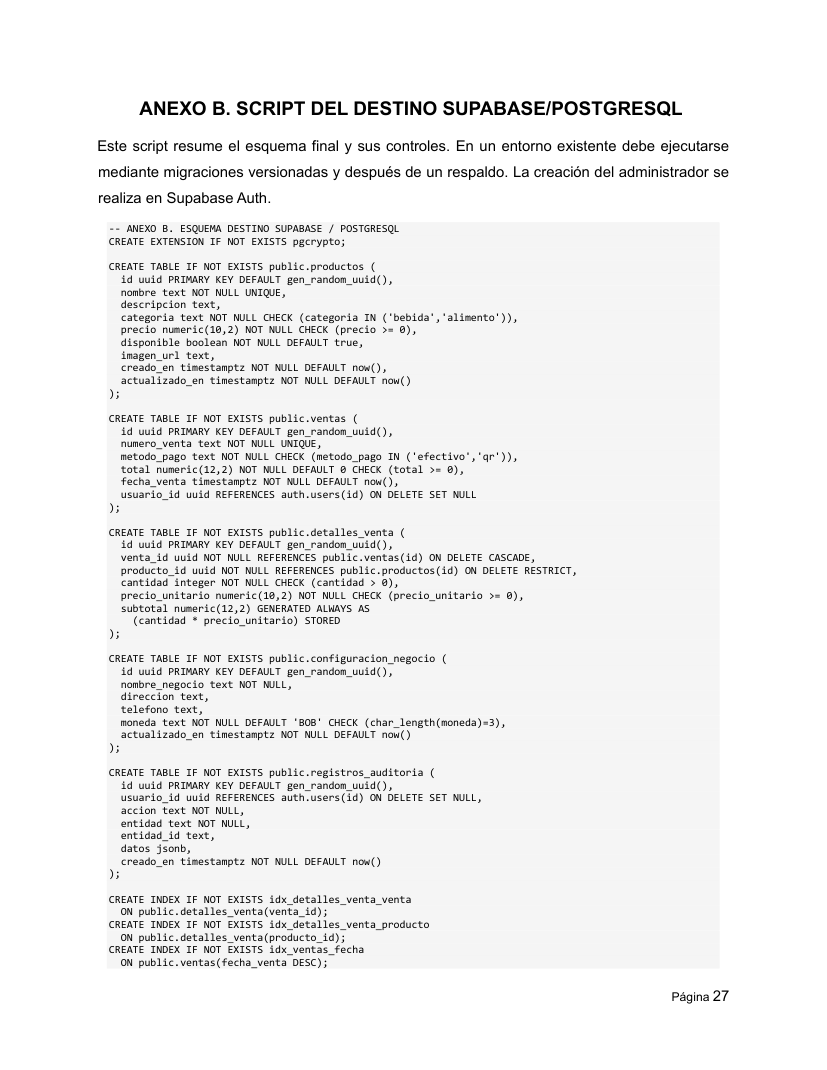 ANEXO B. SCRIPT DEL DESTINO SUPABASE/POSTGRESQL
Este script resume el esquema final y sus controles. En un entorno existente debe ejecutarse
mediante migraciones versionadas y después de un respaldo. La creación del administrador se
realiza en Supabase Auth.
-- ANEXO B. ESQUEMA DESTINO SUPABASE / POSTGRESQL
CREATE EXTENSION IF NOT EXISTS pgcrypto;

CREATE TABLE IF NOT EXISTS public.productos (
  id uuid PRIMARY KEY DEFAULT gen_random_uuid(),
  nombre text NOT NULL UNIQUE,
  descripcion text,
  categoria text NOT NULL CHECK (categoria IN ('bebida','alimento')),
  precio numeric(10,2) NOT NULL CHECK (precio >= 0),
  disponible boolean NOT NULL DEFAULT true,
  imagen_url text,
  creado_en timestamptz NOT NULL DEFAULT now(),
  actualizado_en timestamptz NOT NULL DEFAULT now()
);

CREATE TABLE IF NOT EXISTS public.ventas (
  id uuid PRIMARY KEY DEFAULT gen_random_uuid(),
  numero_venta text NOT NULL UNIQUE,
  metodo_pago text NOT NULL CHECK (metodo_pago IN ('efectivo','qr')),
  total numeric(12,2) NOT NULL DEFAULT 0 CHECK (total >= 0),
  fecha_venta timestamptz NOT NULL DEFAULT now(),
  usuario_id uuid REFERENCES auth.users(id) ON DELETE SET NULL
);

CREATE TABLE IF NOT EXISTS public.detalles_venta (
  id uuid PRIMARY KEY DEFAULT gen_random_uuid(),
  venta_id uuid NOT NULL REFERENCES public.ventas(id) ON DELETE CASCADE,
  producto_id uuid NOT NULL REFERENCES public.productos(id) ON DELETE RESTRICT,
  cantidad integer NOT NULL CHECK (cantidad > 0),
  precio_unitario numeric(10,2) NOT NULL CHECK (precio_unitario >= 0),
  subtotal numeric(12,2) GENERATED ALWAYS AS
    (cantidad * precio_unitario) STORED
);

CREATE TABLE IF NOT EXISTS public.configuracion_negocio (
  id uuid PRIMARY KEY DEFAULT gen_random_uuid(),
  nombre_negocio text NOT NULL,
  direccion text,
  telefono text,
  moneda text NOT NULL DEFAULT 'BOB' CHECK (char_length(moneda)=3),
  actualizado_en timestamptz NOT NULL DEFAULT now()
);

CREATE TABLE IF NOT EXISTS public.registros_auditoria (
  id uuid PRIMARY KEY DEFAULT gen_random_uuid(),
  usuario_id uuid REFERENCES auth.users(id) ON DELETE SET NULL,
  accion text NOT NULL,
  entidad text NOT NULL,
  entidad_id text,
  datos jsonb,
  creado_en timestamptz NOT NULL DEFAULT now()
);

CREATE INDEX IF NOT EXISTS idx_detalles_venta_venta
  ON public.detalles_venta(venta_id);
CREATE INDEX IF NOT EXISTS idx_detalles_venta_producto
  ON public.detalles_venta(producto_id);
CREATE INDEX IF NOT EXISTS idx_ventas_fecha
  ON public.ventas(fecha_venta DESC);
Página 27